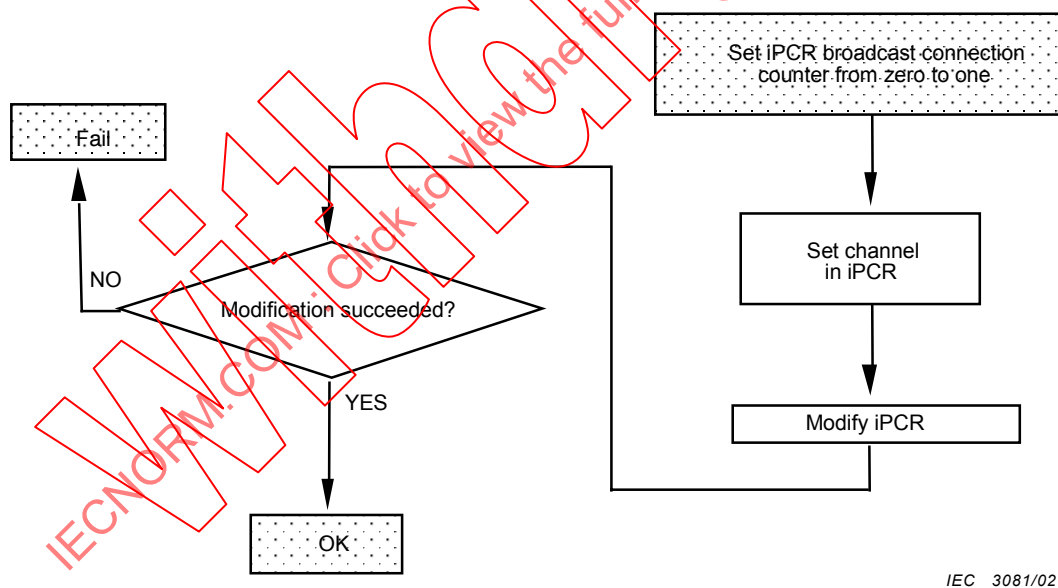 Set iPCR broadcast connection
counter from zero to one
Fail
Set channel
in iPCR
NO
Modification succeeded?
YES
Modify iPCR
OK
IEC 3081/02
IECNORM.COM : Click to view the full
Withd